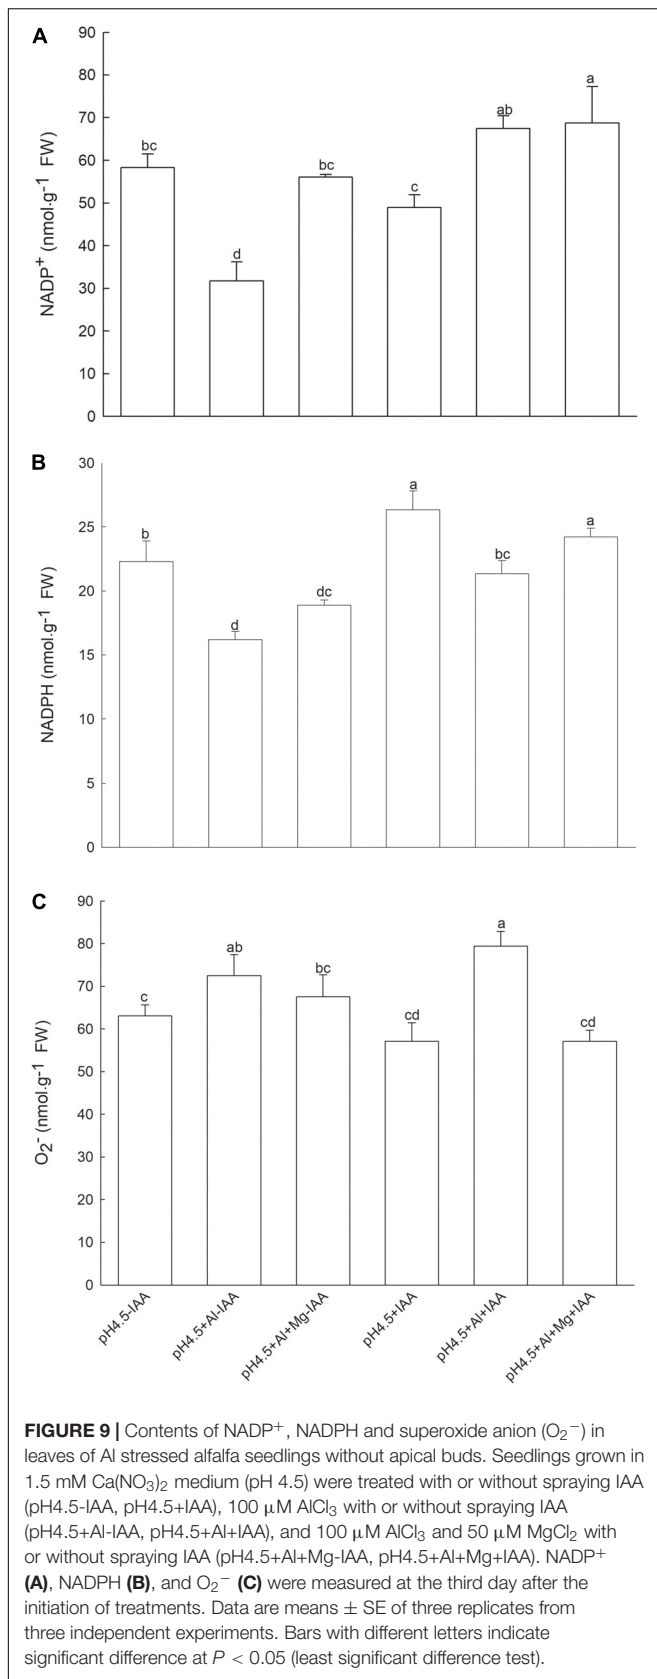 A
90
80
70
60
50
40
30
20
10
0
NADP+ (nmol·g-1 FW)
bc
d
bc
c
ab
a
B
30
25
20
15
10
5
0
NADPH (nmol·g-1 FW)
b
d
dc
a
bc
a
C
90
80
70
60
50
40
30
20
10
0
O2- (nmol·g-1 FW)
c
ab
bc
cd
a
cd
pH4.5-IAA
pH4.5+Al-IAA
pH4.5+Al+Mg-IAA
pH4.5+IAA
pH4.5+Al+IAA
pH4.5+Al+Mg+IAA
FIGURE 9 | Contents of NADP+, NADPH and superoxide anion (O2−) in
leaves of Al stressed alfalfa seedlings without apical buds. Seedlings grown in
1.5 mM Ca(NO3)2 medium (pH 4.5) were treated with or without spraying IAA
(pH4.5-IAA, pH4.5+IAA), 100 μM AlCl3 with or without spraying IAA
(pH4.5+Al-IAA, pH4.5+Al+IAA), and 100 μM AlCl3 and 50 μM MgCl2 with
or without spraying IAA (pH4.5+Al+Mg-IAA, pH4.5+Al+Mg+IAA). NADP+
(A), NADPH (B), and O2− (C) were measured at the third day after the
initiation of treatments. Data are means ± SE of three replicates from
three independent experiments. Bars with different letters indicate
significant difference at P < 0.05 (least significant difference test).